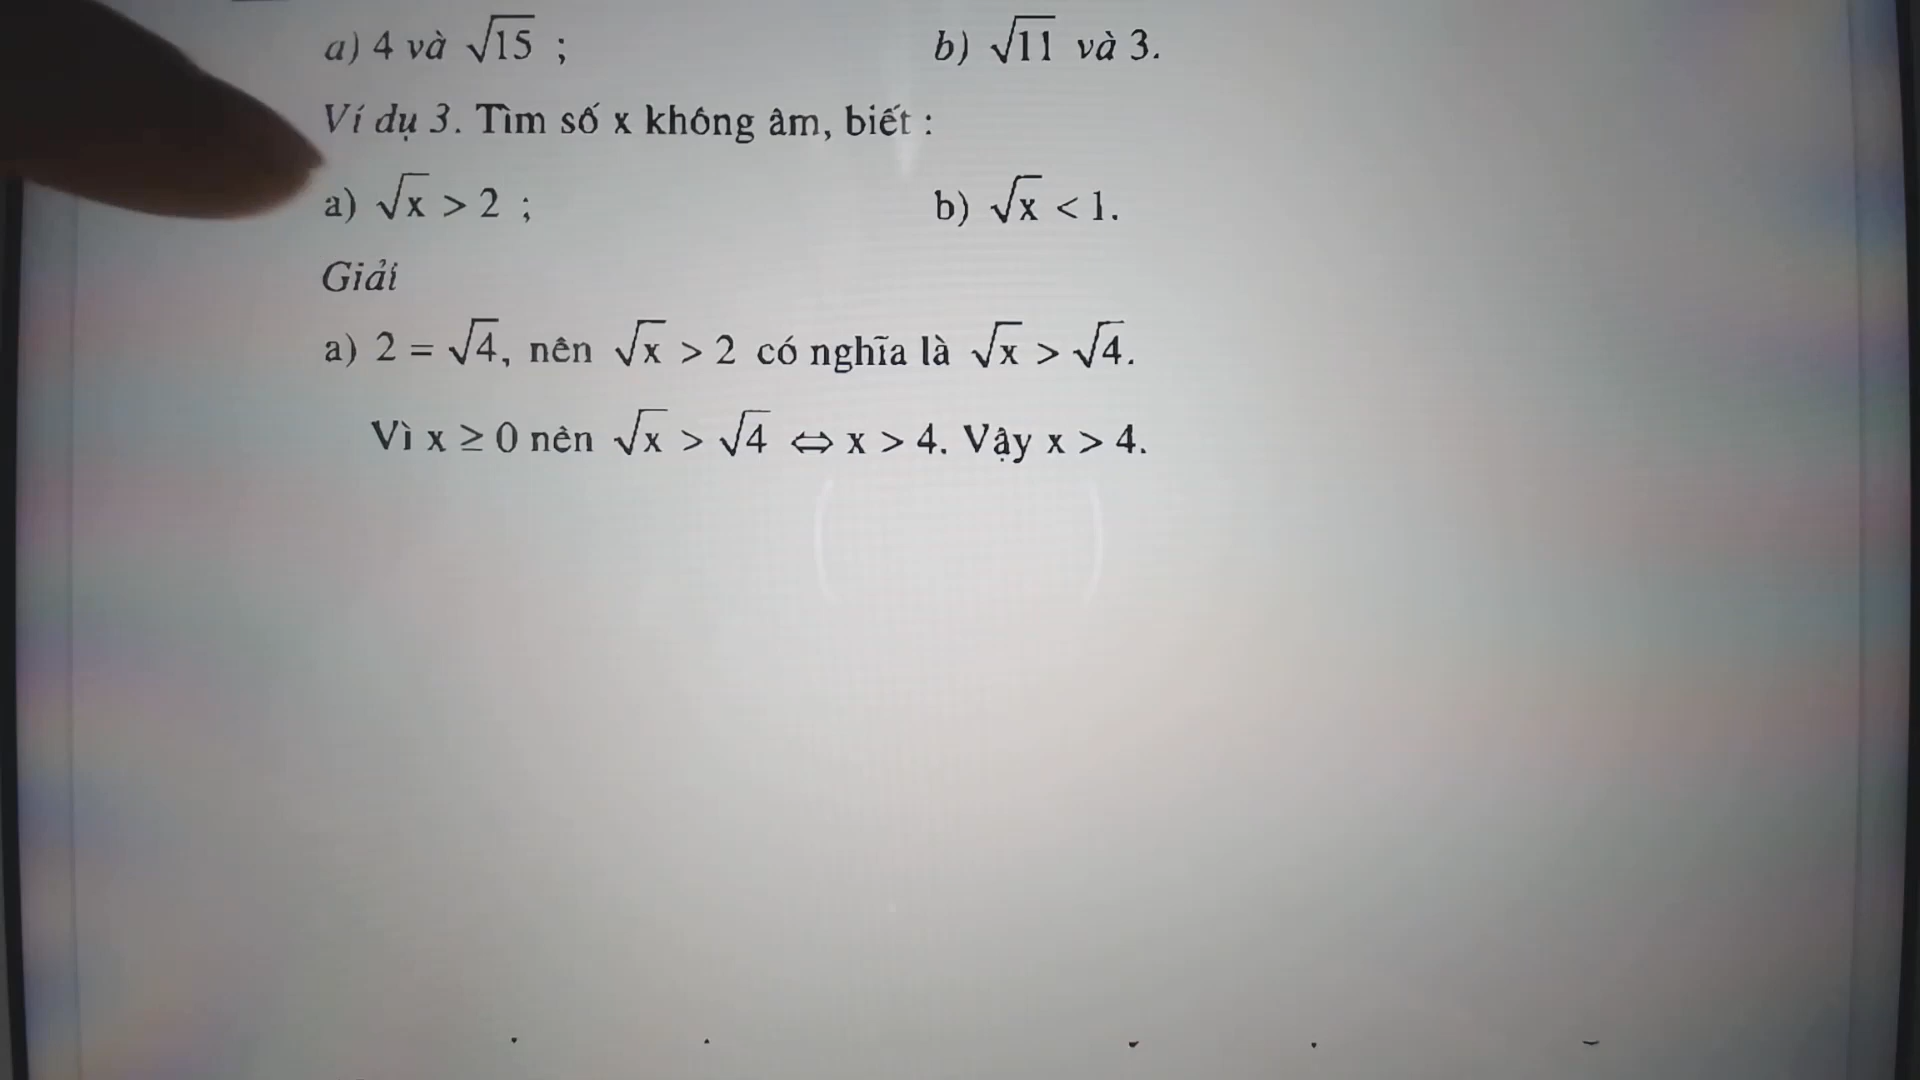 a) 4 và √15 ; b) √11 và 3.
Ví dụ 3. Tìm số x không âm, biết :
a) √x > 2 ; b) √x < 1.
Giải
a) 2 = √4, nên √x > 2 có nghĩa là √x > √4.
Vì x ≥ 0 nên √x > √4 ⇔ x > 4. Vậy x > 4.